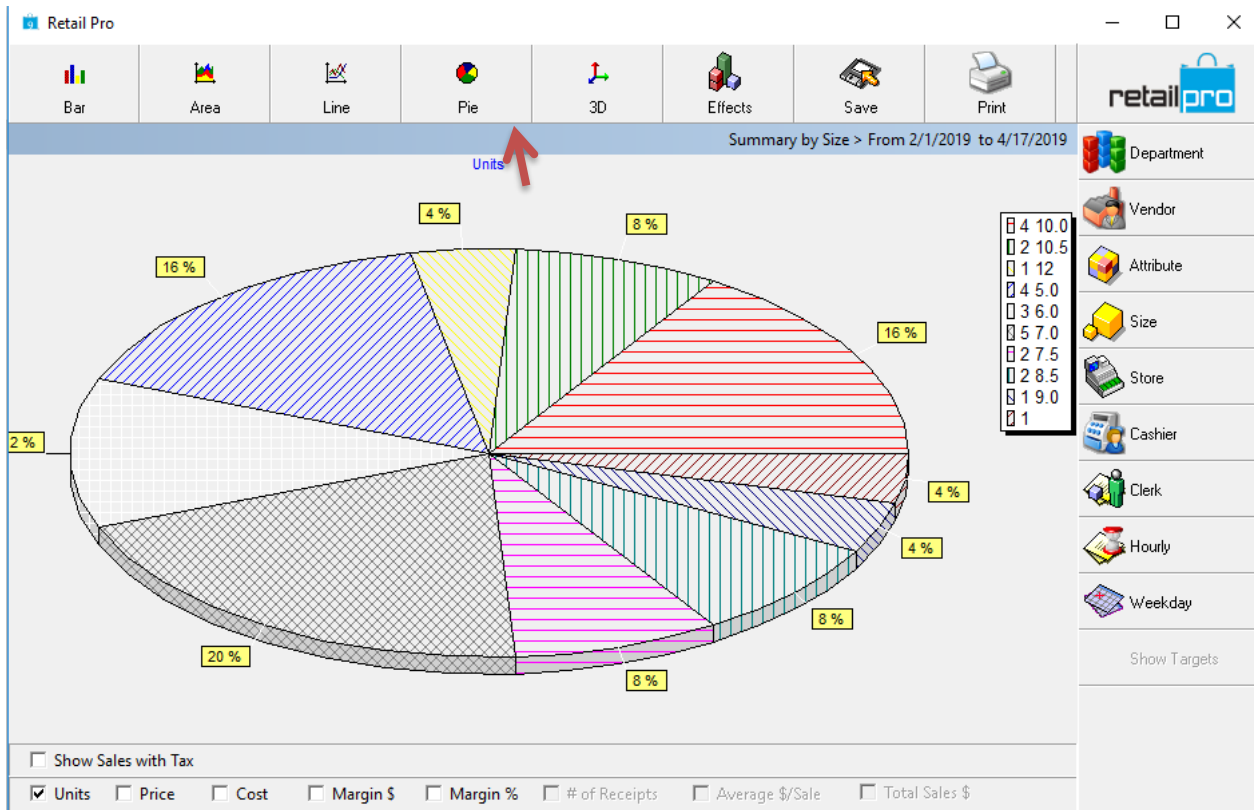 Retail Pro
Bar
Area
Line
Pie
3D
Effects
Save
Print
retailpro
Summary by Size > From 2/1/2019 to 4/17/2019
Units
4 %
8 %
16 %
16 %
2 %
4 %
4 %
8 %
20 %
8 %
4 10.0
2 10.5
1 12
4 5.0
3 6.0
5 7.0
2 7.5
2 8.5
1 9.0
1
Department
Vendor
Attribute
Size
Store
Cashier
Clerk
Hourly
Weekday
Show Targets
Show Sales with Tax
Units Price Cost Margin $ Margin % # of Receipts Average $/Sale Total Sales $